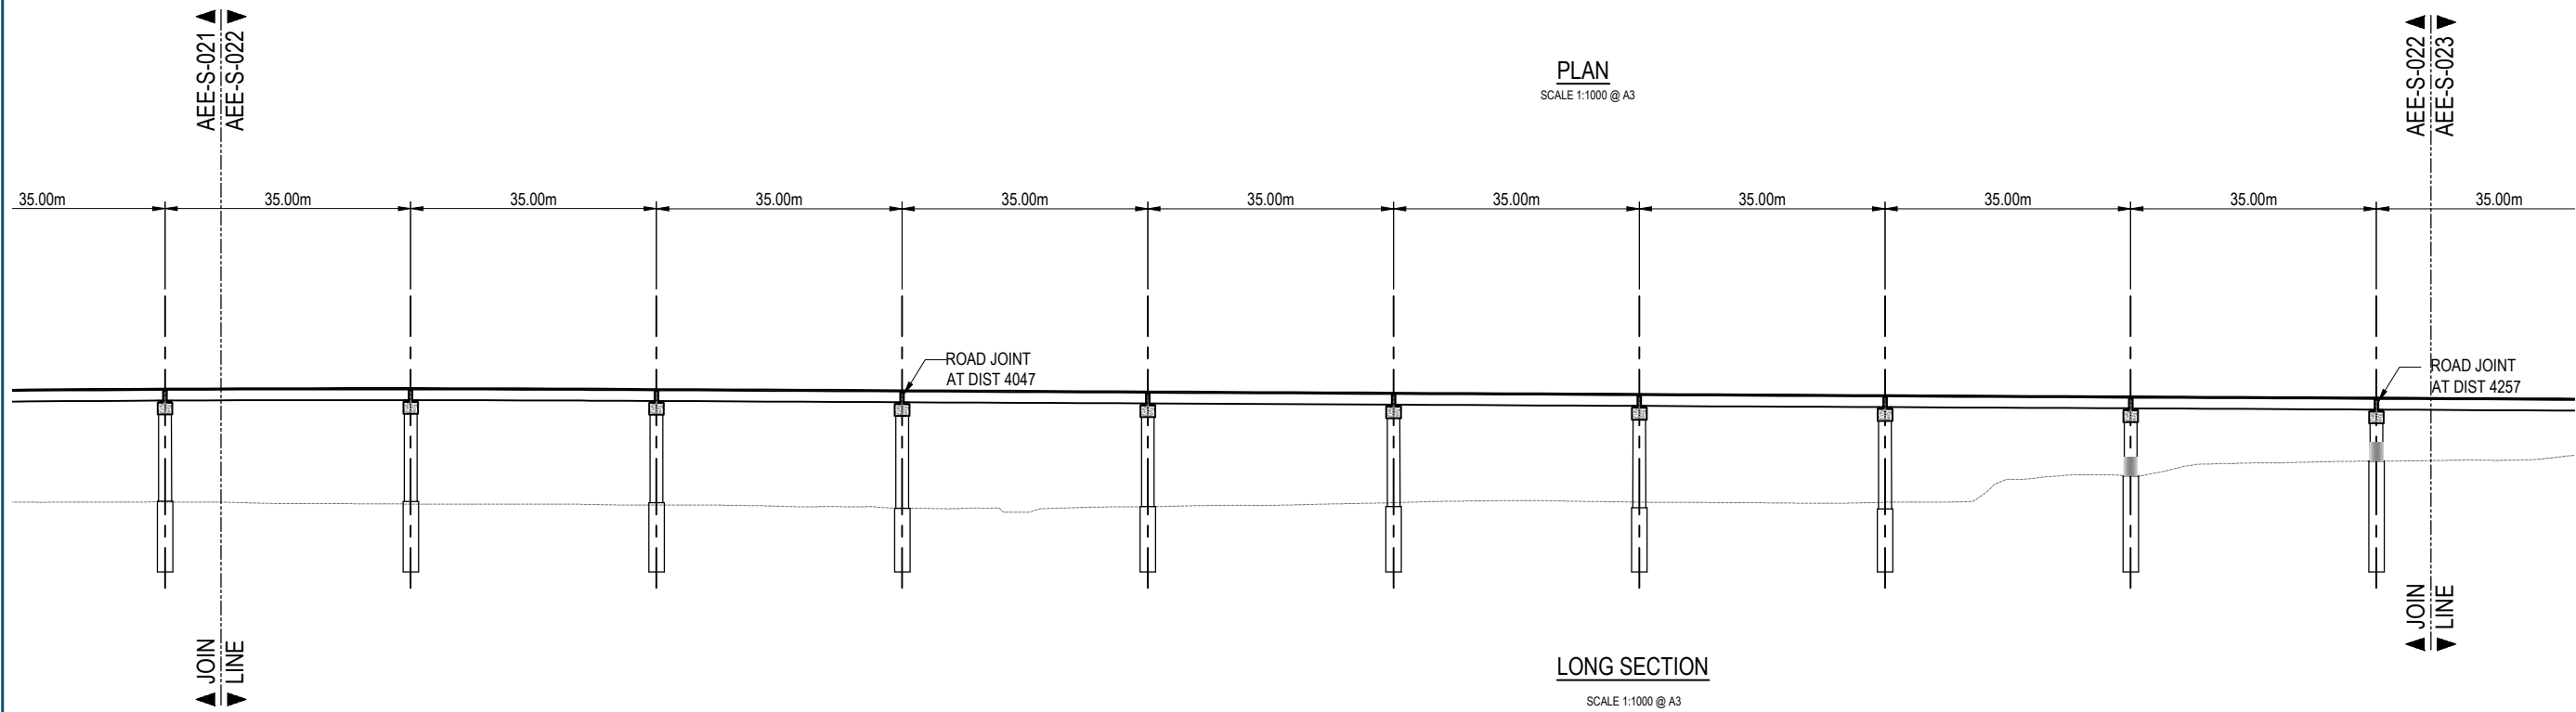 AEE-S-021
AEE-S-022
PLAN
SCALE 1:1000 @ A3
AEE-S-022
AEE-S-023
35.00m
35.00m
35.00m
35.00m
35.00m
35.00m
35.00m
35.00m
35.00m
35.00m
35.00m
ROAD JOINT
AT DIST 4047
ROAD JOINT
AT DIST 4257
JOIN
LINE
JOIN
LINE
LONG SECTION
SCALE 1:1000 @ A3